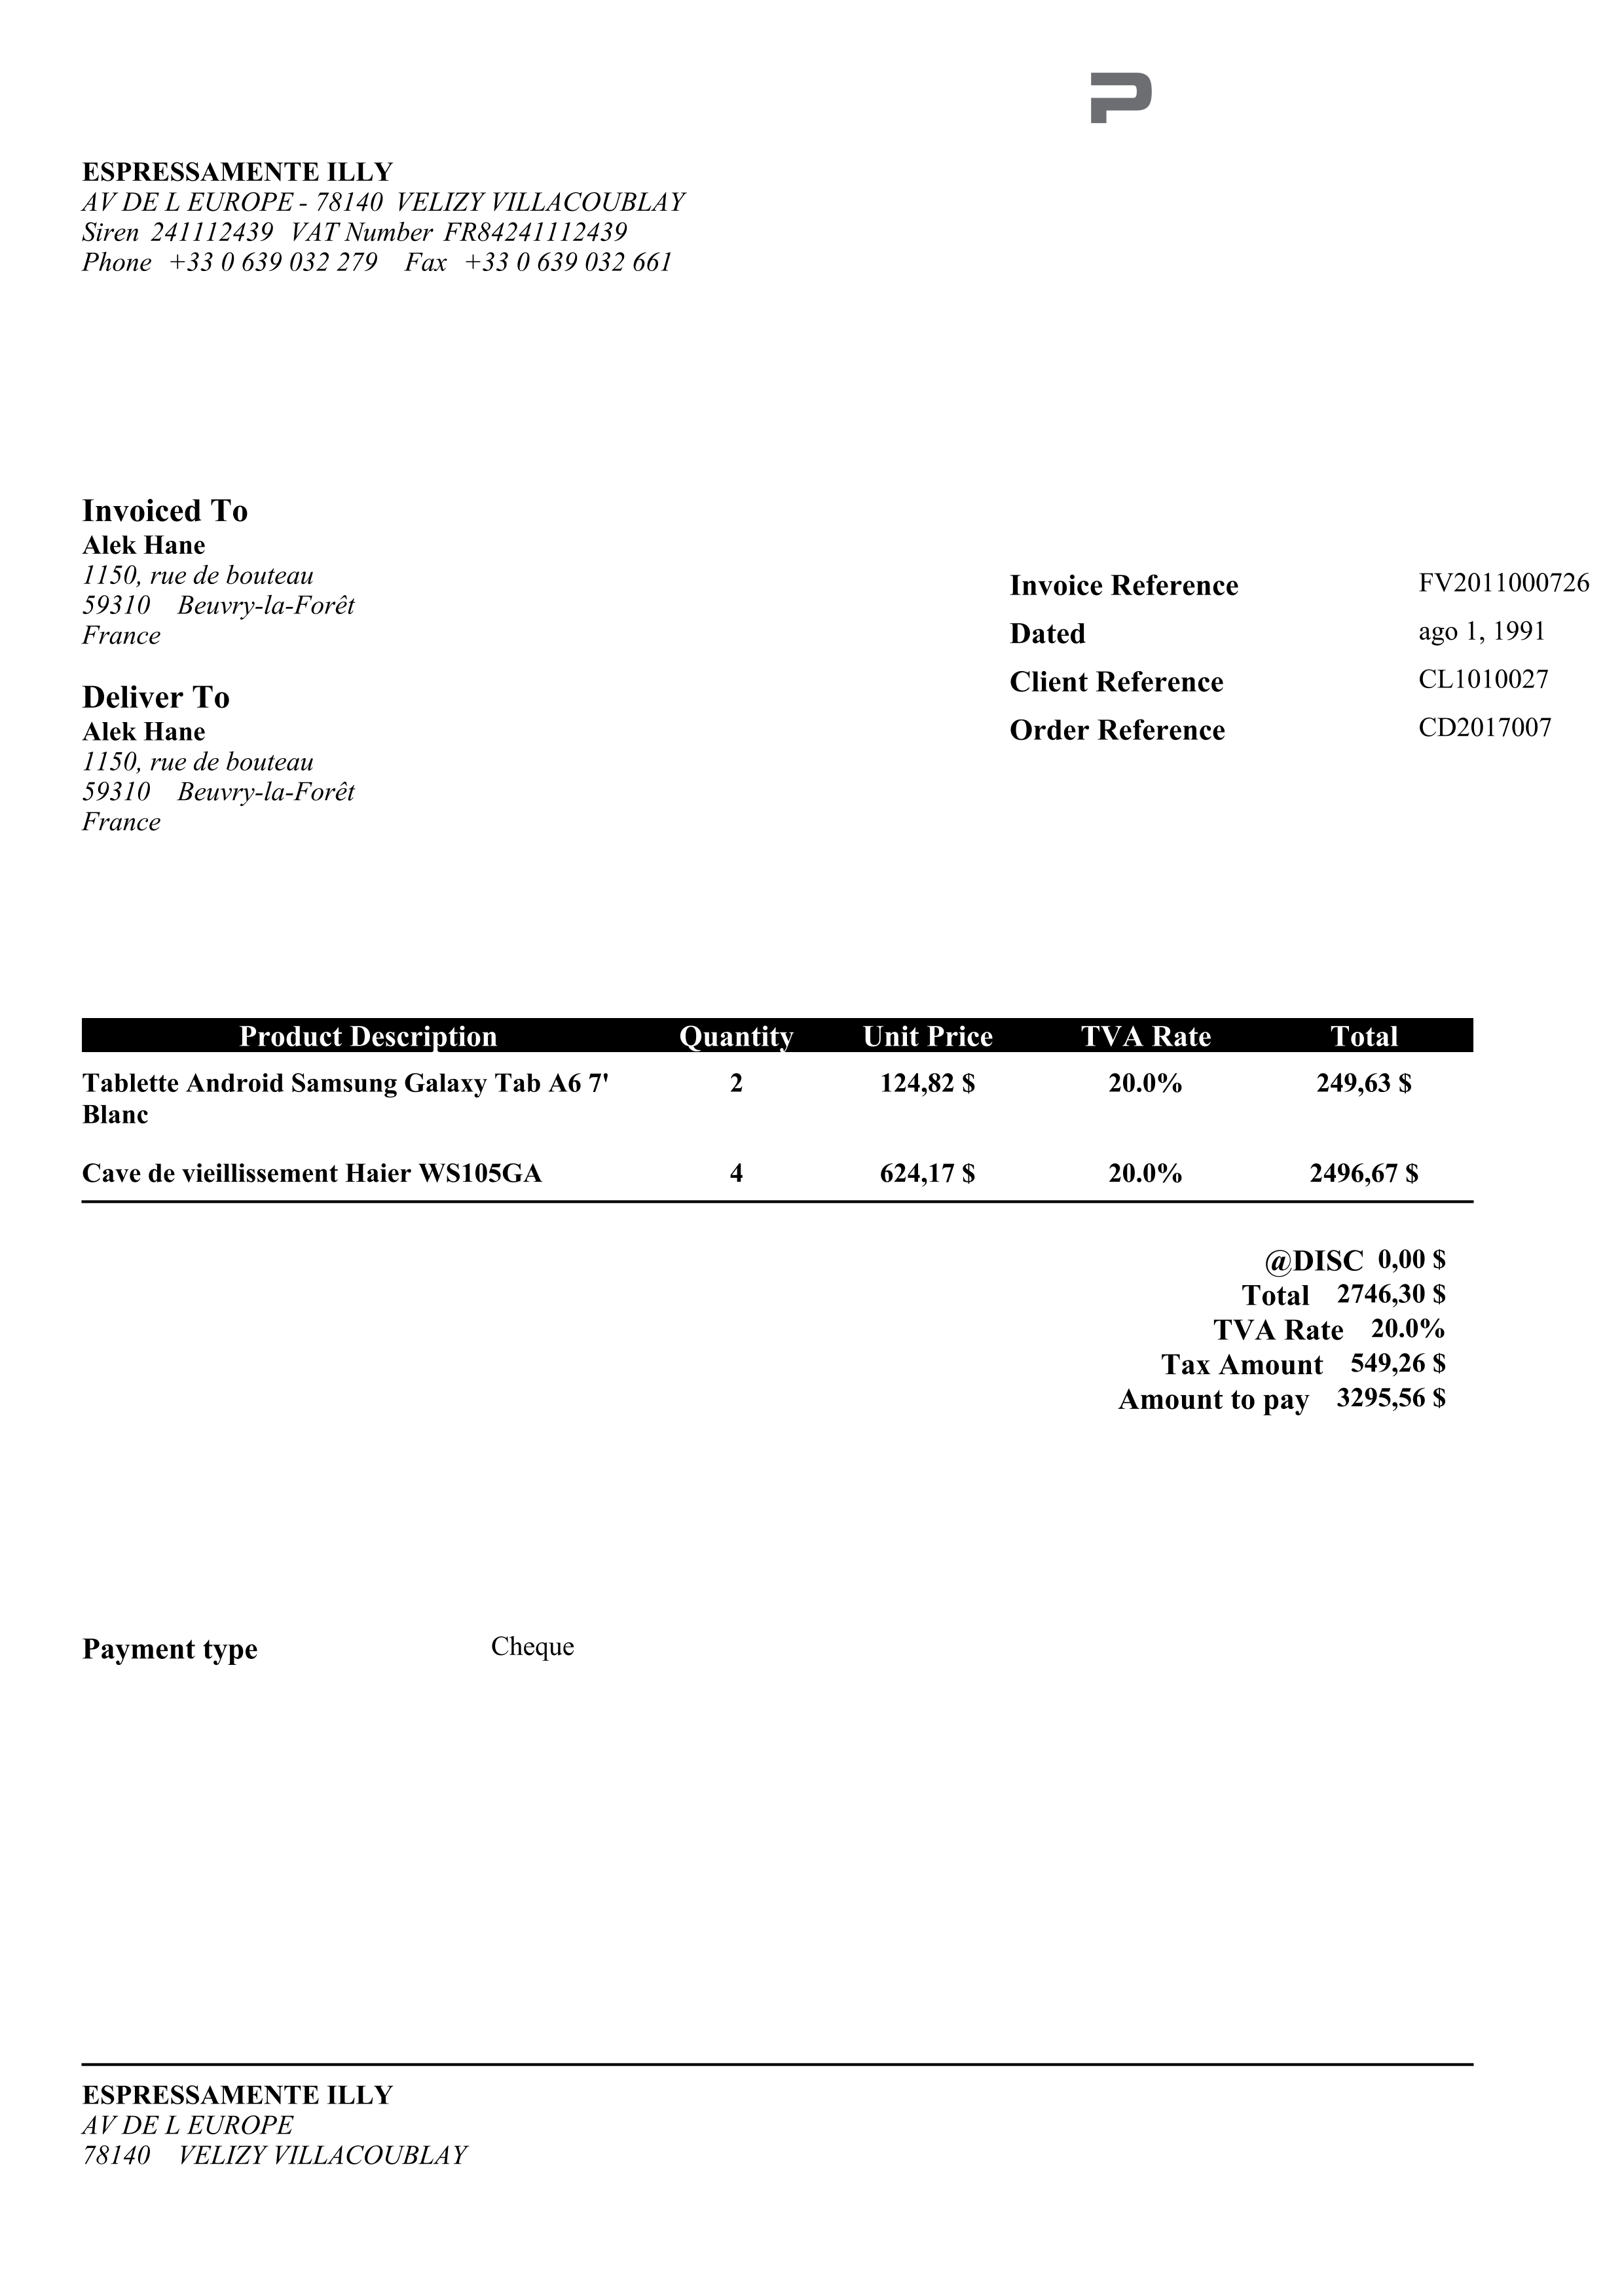 P
ESPRESSAMENTE ILLY
AV DE L EUROPE - 78140 VELIZY VILLACOUBLAY
Siren 241112439 VAT Number FR84241112439
Phone +33 0 639 032 279 Fax +33 0 639 032 661
Invoiced To
Alek Hane
1150, rue de bouteau
59310 Beuvry-la-Forêt
France
Deliver To
Alek Hane
1150, rue de bouteau
59310 Beuvry-la-Forêt
France
Invoice Reference FV2011000726
Dated ago 1, 1991
Client Reference CL1010027
Order Reference CD2017007
Product Description Quantity Unit Price TVA Rate Total
Tablette Android Samsung Galaxy Tab A6 7' 2 124,82 $ 20.0% 249,63 $
Blanc
Cave de vieillissement Haier WS105GA 4 624,17 $ 20.0% 2496,67 $
@DISC 0,00 $
Total 2746,30 $
TVA Rate 20.0%
Tax Amount 549,26 $
Amount to pay 3295,56 $
Payment type Cheque
ESPRESSAMENTE ILLY
AV DE L EUROPE
78140 VELIZY VILLACOUBLAY